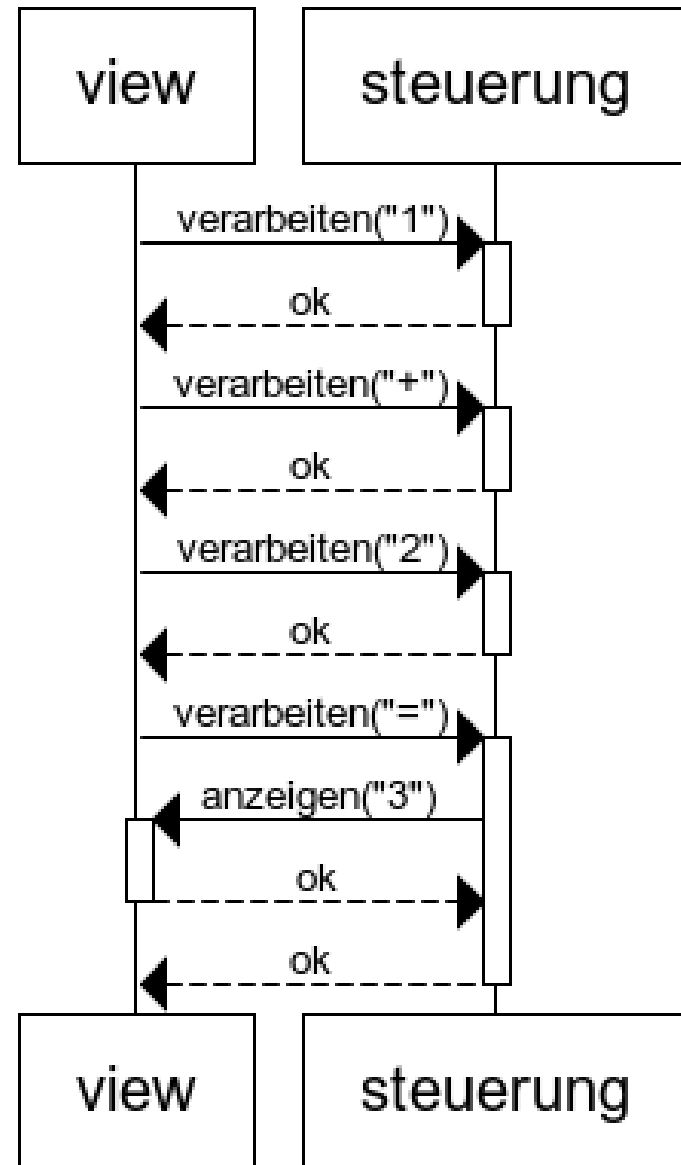 view
steuerung
verarbeiten("1")
ok
verarbeiten("+")
ok
verarbeiten("2")
ok
verarbeiten("=")
anzeigen("3")
ok
ok
view
steuerung